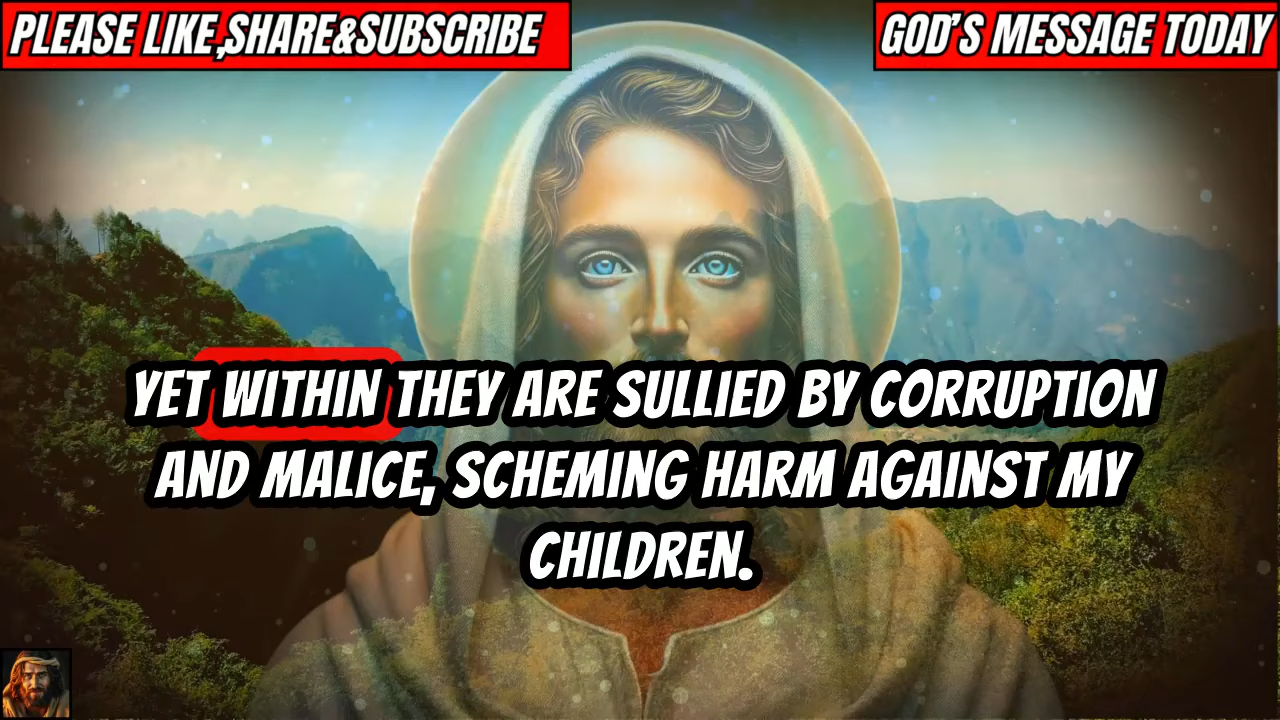 PLEASE LIKE,SHARE&SUBSCRIBE
GOD'S MESSAGE TODAY
YET WITHIN THEY ARE SULLIED BY CORRUPTION
AND MALICE, SCHEMING HARM AGAINST MY
CHILDREN.